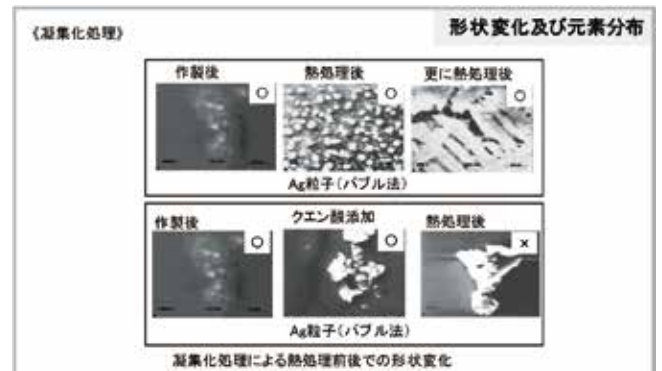 形状変化及び元素分布
《凝集化処理》
作製後 熱処理後 更に熱処理後
○ ○ ○
Ag粒子(バブル法)
作製後 クエン酸添加 熱処理後
○ ○ ×
Ag粒子(バブル法)
凝集化処理による熱処理前後での形状変化